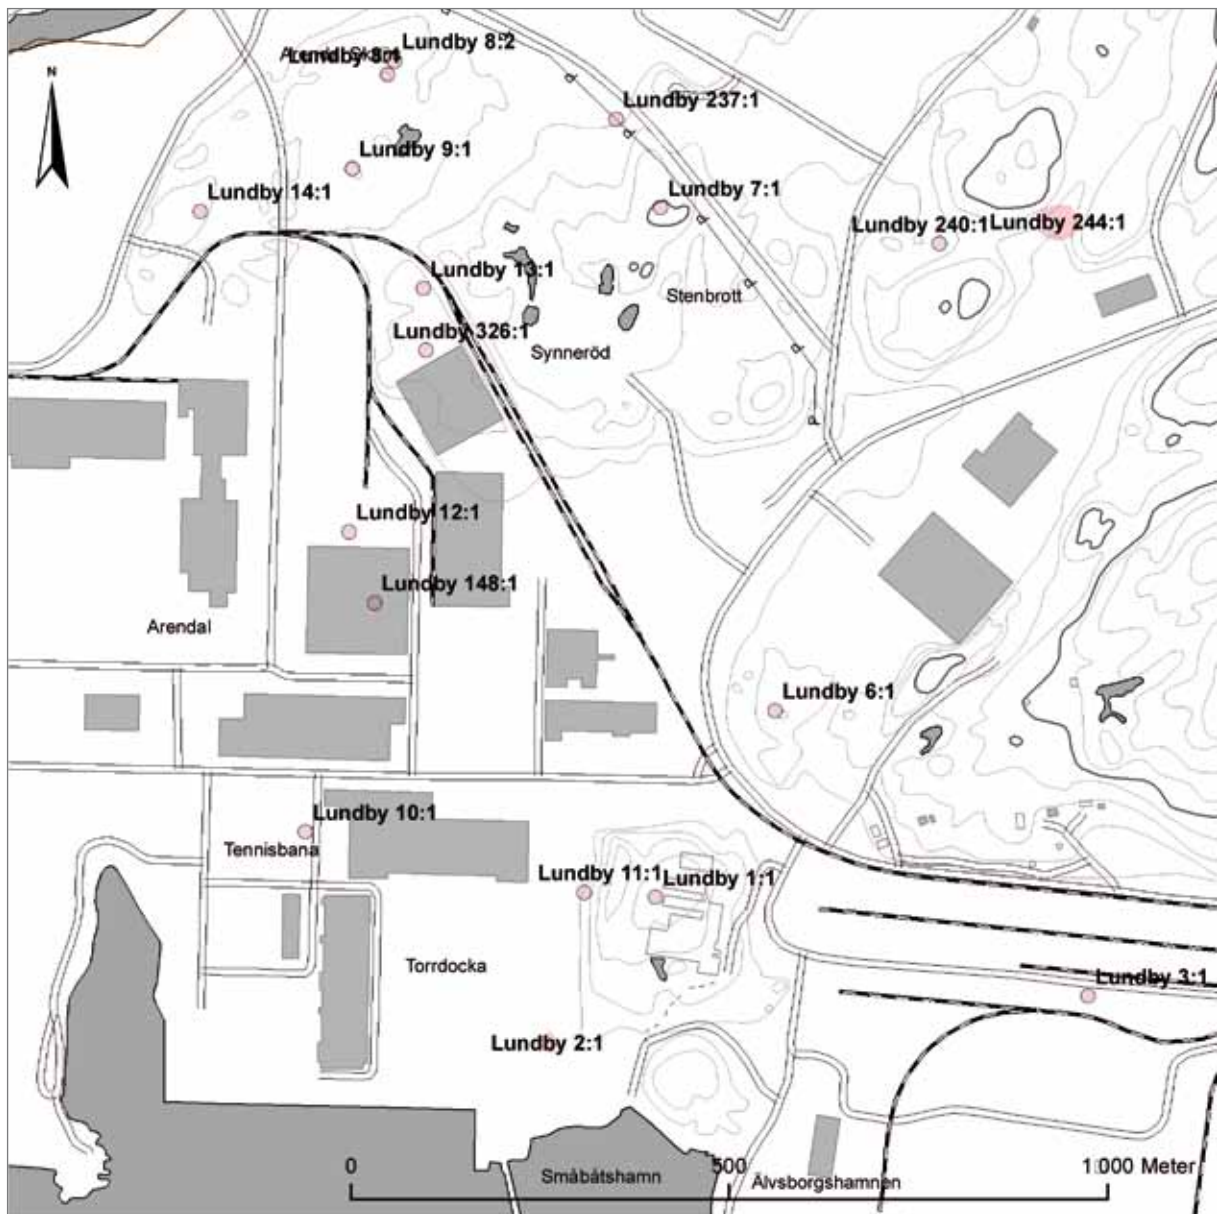 Lundby 8:2
Lundby 8:1
N
Lundby 237:1
Lundby 9:1
Lundby 14:1
Lundby 7:1
Lundby 240:1
Lundby 244:1
Lundby 13:1
Stenbrott
Lundby 326:1
Synneröd
Lundby 12:1
Lundby 148:1
Arendal
Lundby 6:1
Lundby 10:1
Tennisbana
Lundby 11:1
Lundby 1:1
Torrdocka
Lundby 3:1
Lundby 2:1
0
500
1 000 Meter
Småbåtshamn
Älvsborgshamnen